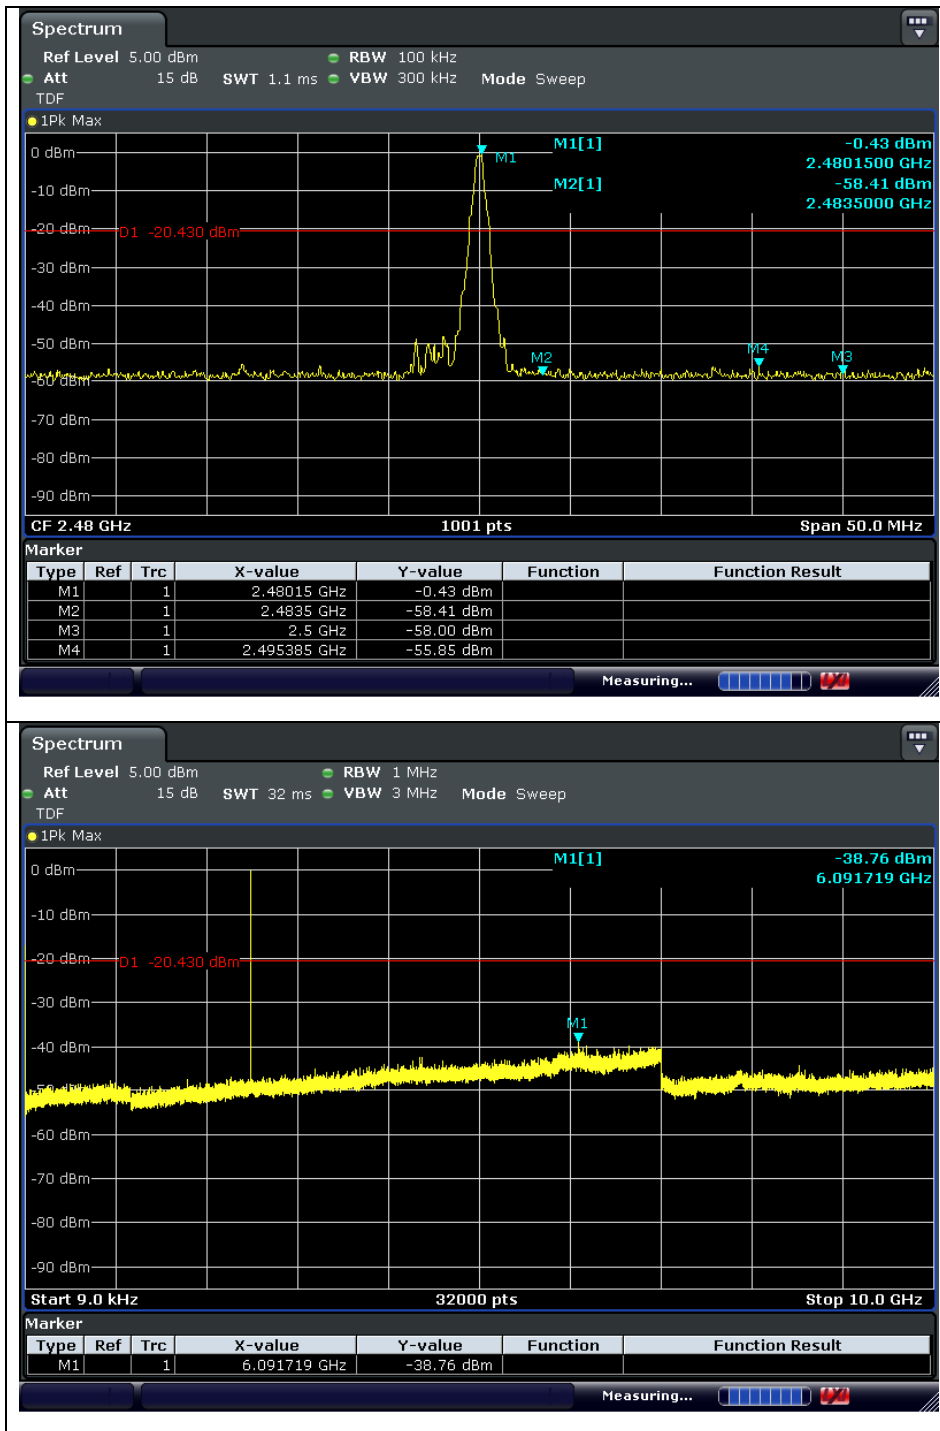 Spectrum
Ref Level 5.00 dBm RBW 100 kHz
Att 15 dB SWT 1.1 ms VBW 300 kHz Mode Sweep
TDF
1Pk Max
M1[1] -0.43 dBm
2.4801500 GHz
M2[1] -58.41 dBm
2.4835000 GHz
0 dBm
M1
-10 dBm
-20 dBm
D1 -20.430 dBm
-30 dBm
-40 dBm
-50 dBm
M2 M4 M3
-60 dBm
-70 dBm
-80 dBm
-90 dBm
CF 2.48 GHz 1001 pts Span 50.0 MHz
Marker
Type Ref Trc X-value Y-value Function Function Result
M1 1 2.48015 GHz -0.43 dBm
M2 1 2.4835 GHz -58.41 dBm
M3 1 2.5 GHz -58.00 dBm
M4 1 2.495385 GHz -55.85 dBm
Measuring...
Spectrum
Ref Level 5.00 dBm RBW 1 MHz
Att 15 dB SWT 32 ms VBW 3 MHz Mode Sweep
TDF
1Pk Max
M1[1] -38.76 dBm
6.091719 GHz
0 dBm
-10 dBm
-20 dBm
D1 -20.430 dBm
-30 dBm
M1
-40 dBm
-50 dBm
-60 dBm
-70 dBm
-80 dBm
-90 dBm
Start 9.0 kHz 32000 pts Stop 10.0 GHz
Marker
Type Ref Trc X-value Y-value Function Function Result
M1 1 6.091719 GHz -38.76 dBm
Measuring...